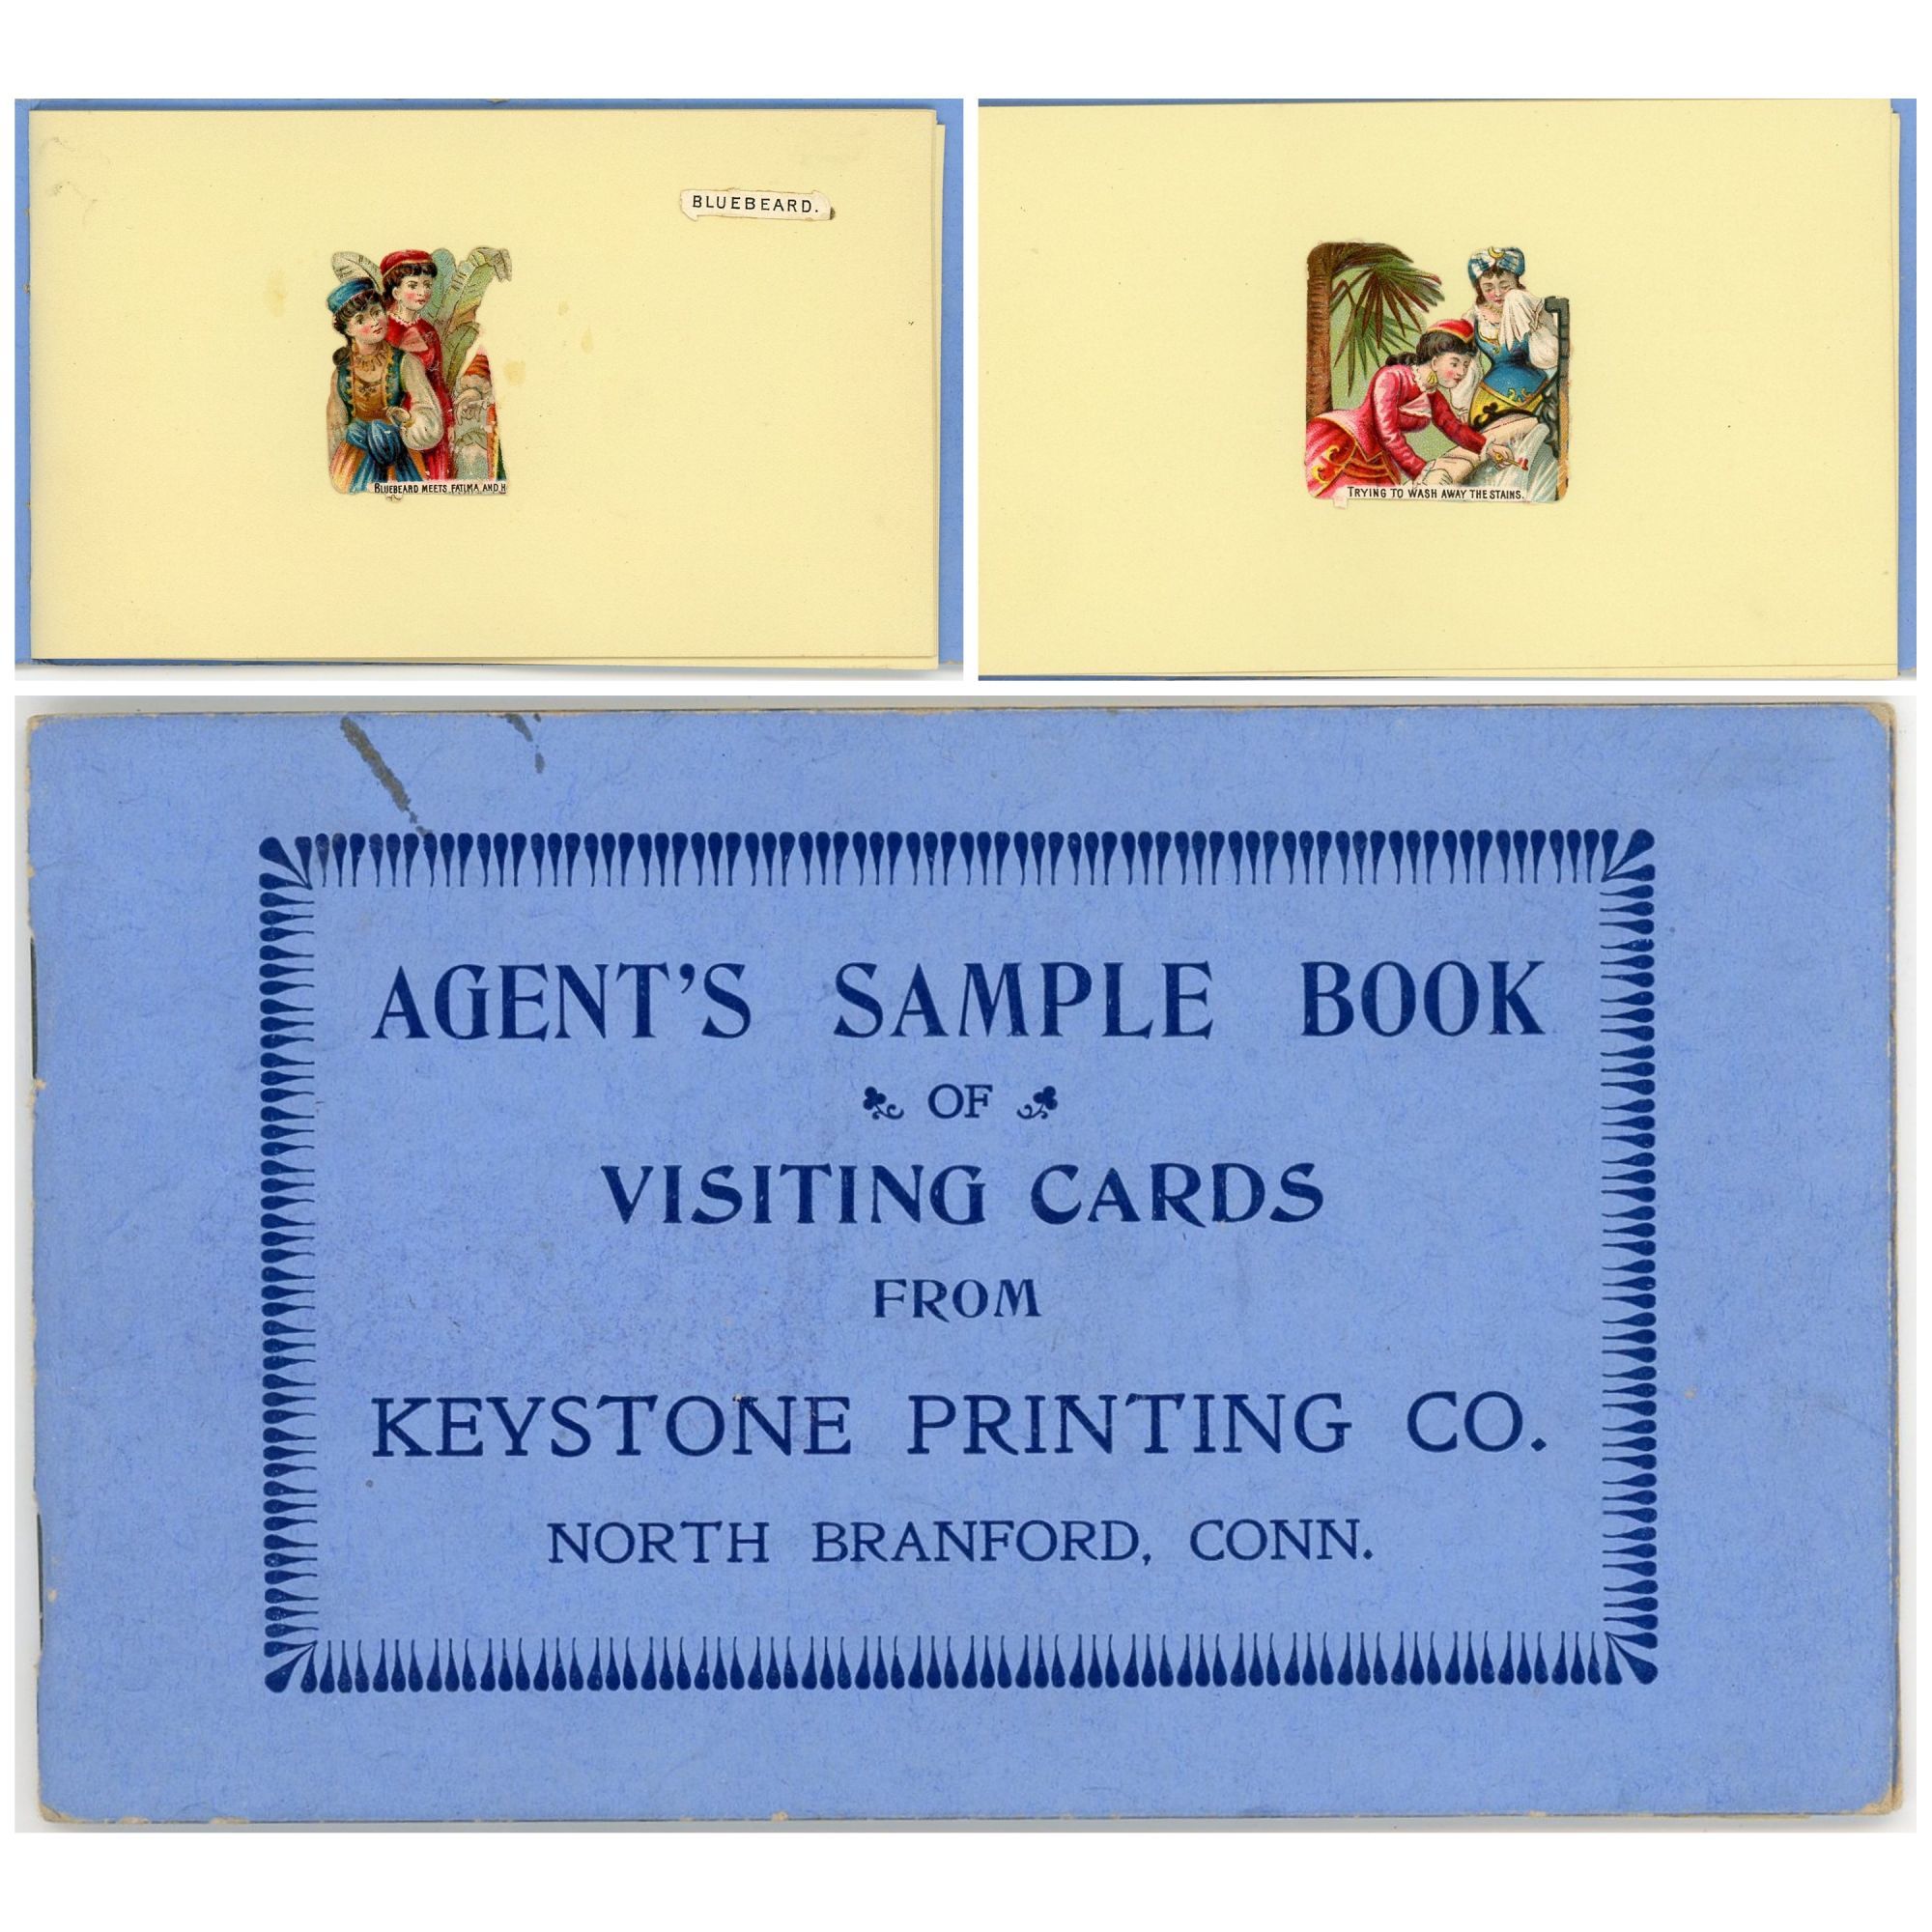 BLUEBEARD.
BLUEBEARD MEETS FATIMA AND H
TRYING TO WASH AWAY THE STAINS.
AGENT'S SAMPLE BOOK
OF
VISITING CARDS
FROM
KEYSTONE PRINTING CO.
NORTH BRANFORD, CONN.